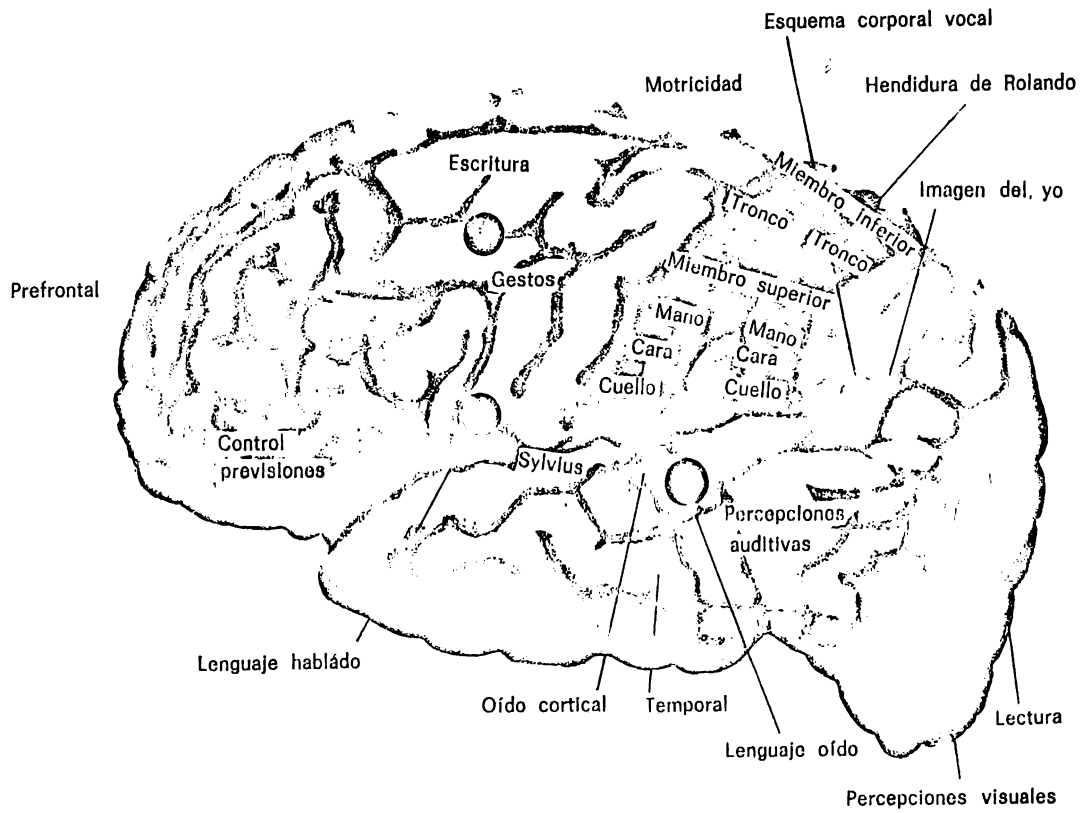 Esquema corporal vocal
Motricidad
Hendidura de Rolando
Escritura
Miembro inferior
Imagen del, yo
Tronco
Tronco
Prefrontal
Gestos
Miembro superior
Mano
Mano
Cara
Cara
Cuello
Cuello
Control
previsiones
Sylvius
Percepciones
auditivas
Lenguaje habládo
Oído cortical
Temporal
Lectura
Lenguaje oído
Percepciones visuales